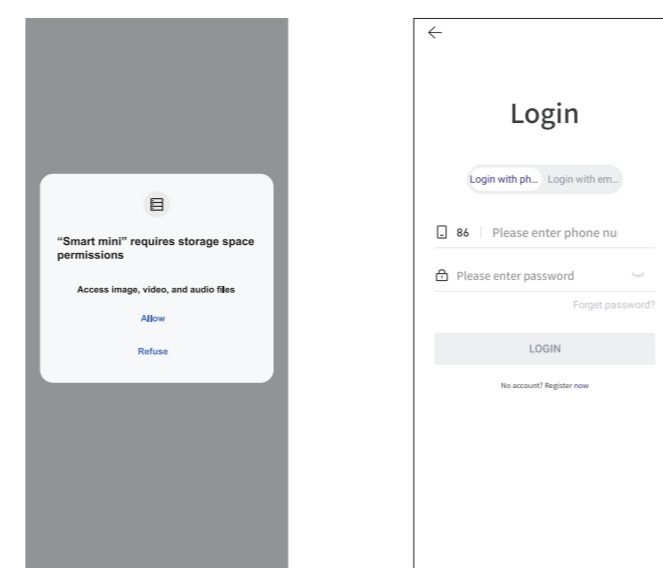 “Smart mini” requires storage space
permissions
Access image, video, and audio files
Allow
Refuse
Login
Login with ph... Login with em...
86 Please enter phone nu
Please enter password
Forget password?
LOGIN
No account? Register now